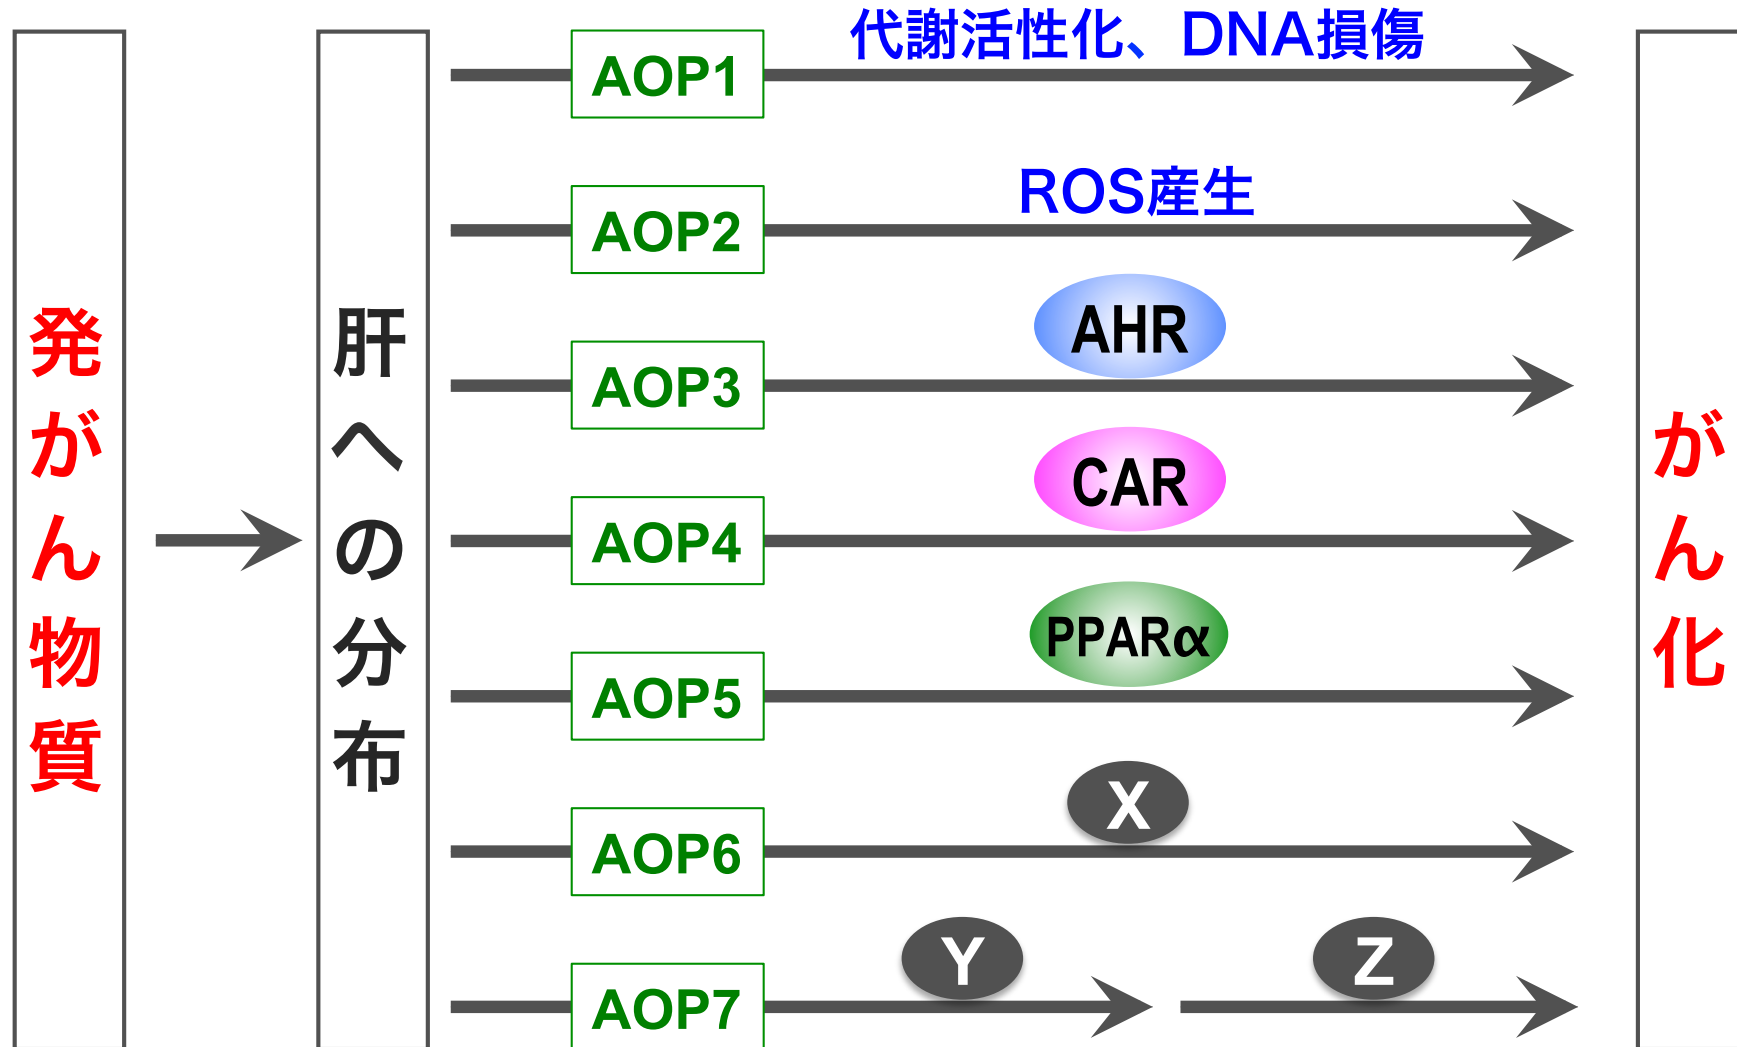 発がん物質
肝への分布
AOP1
代謝活性化、DNA損傷
AOP2
ROS産生
AOP3
AHR
AOP4
CAR
AOP5
PPARα
AOP6
X
AOP7
Y
Z
がん化